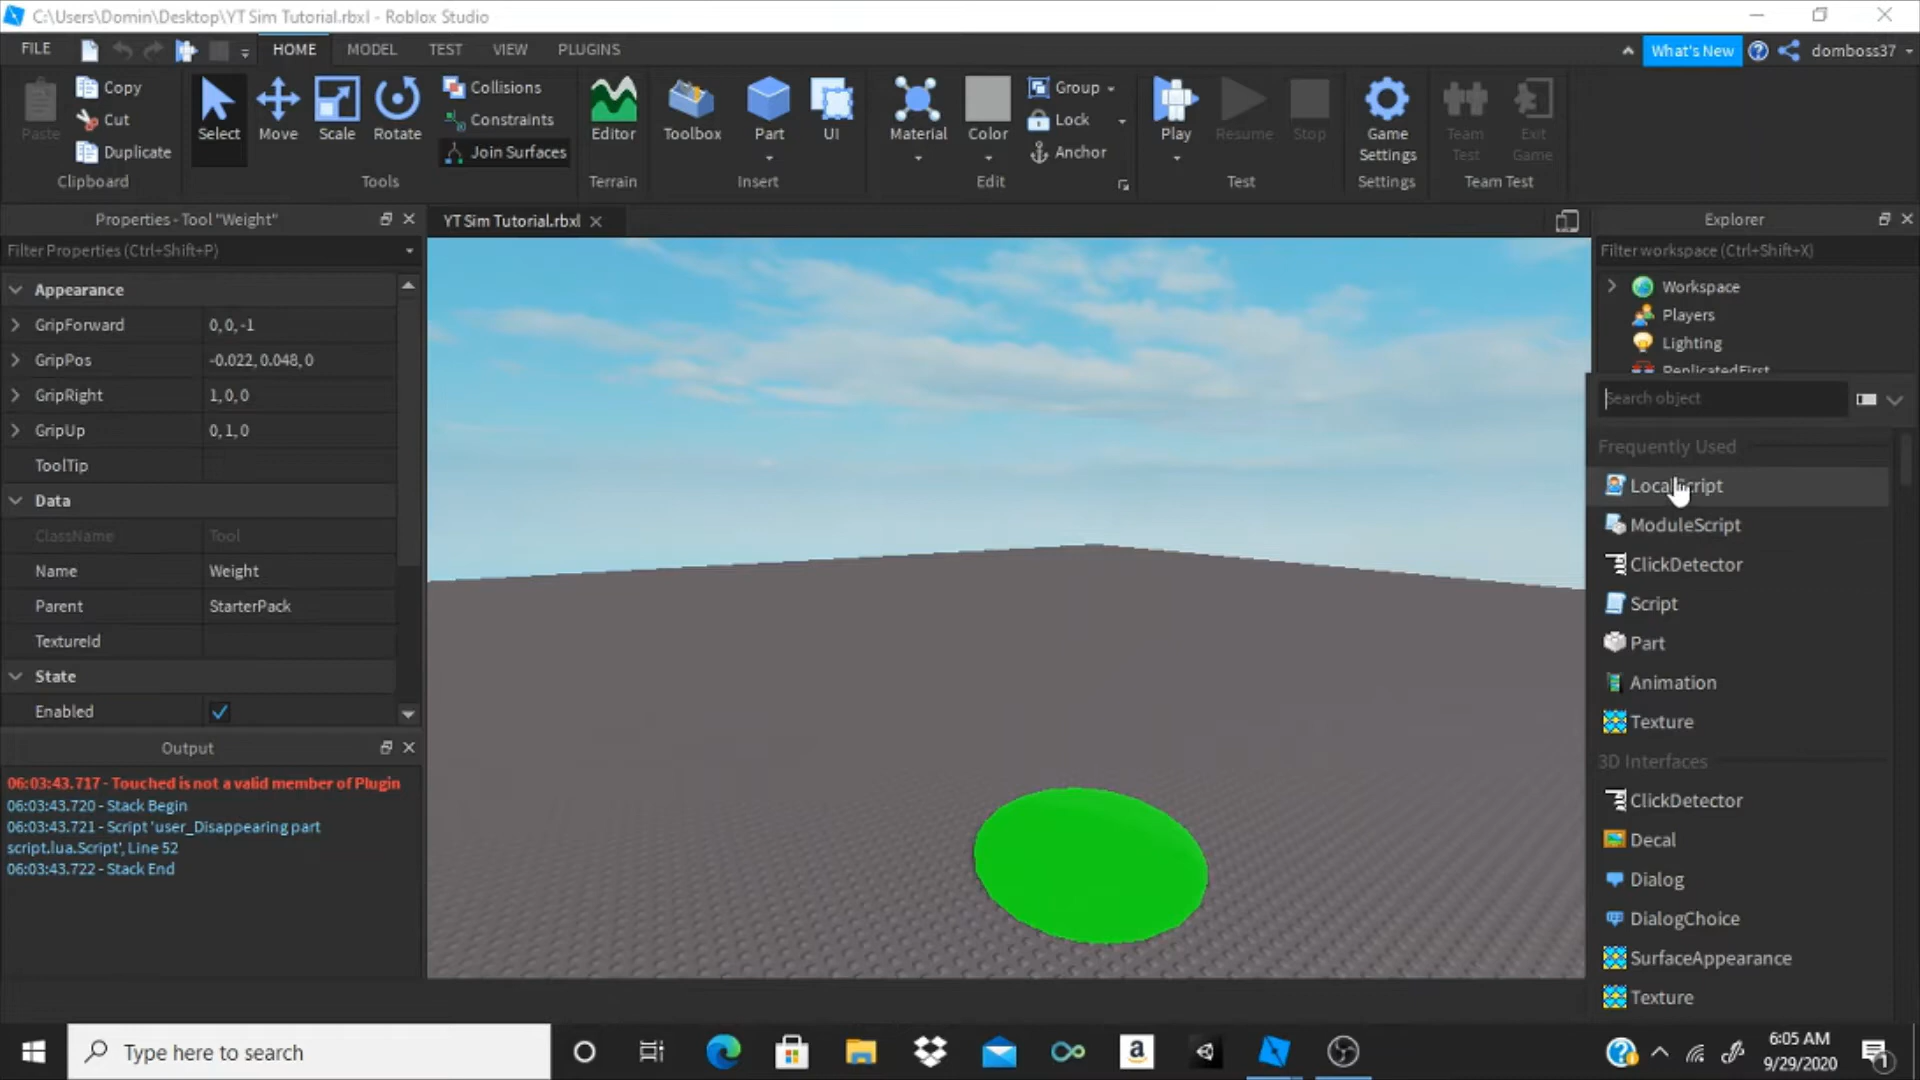 C:\Users\Domin\Desktop\YT Sim Tutorial.rbxl - Roblox Studio
FILE
HOME
MODEL
TEST
VIEW
PLUGINS
What's New
domboss37
Paste
Copy
Cut
Duplicate
Clipboard
Select
Move
Scale
Rotate
Collisions
Constraints
Join Surfaces
Tools
Editor
Terrain
Toolbox
Part
UI
Insert
Material
Color
Group
Lock
Anchor
Edit
Play
Resume
Stop
Test
Game
Settings
Settings
Team
Test
Exit
Game
Team Test
Properties - Tool "Weight"
Filter Properties (Ctrl+Shift+P)
Appearance
GripForward 0, 0, -1
GripPos -0.022, 0.048, 0
GripRight 1, 0, 0
GripUp 0, 1, 0
ToolTip
Data
ClassName Tool
Name Weight
Parent StarterPack
TextureId
State
Enabled
Output
06:03:43.717 - Touched is not a valid member of Plugin
06:03:43.720 - Stack Begin
06:03:43.721 - Script 'user_Disappearing part
script.lua.Script', Line 52
06:03:43.722 - Stack End
YT Sim Tutorial.rbxl
Explorer
Filter workspace (Ctrl+Shift+X)
Workspace
Players
Lighting
ReplicatedFirst
Search object
Frequently Used
LocalScript
ModuleScript
ClickDetector
Script
Part
Animation
Texture
3D Interfaces
ClickDetector
Decal
Dialog
DialogChoice
SurfaceAppearance
Texture
Type here to search
a
6:05 AM
9/29/2020
1